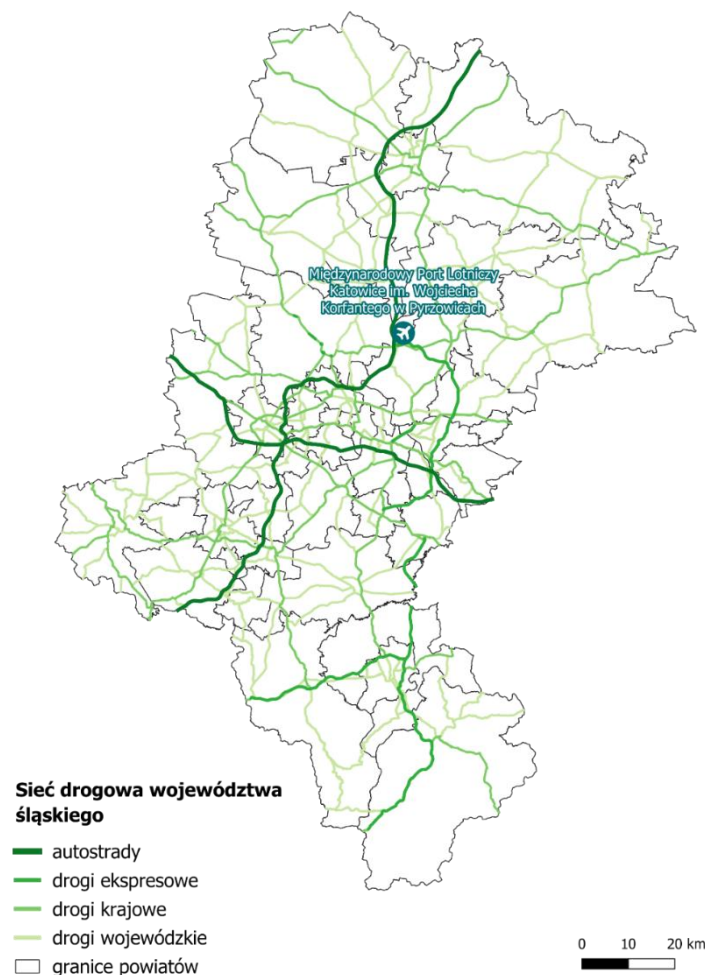 Międzynarodowy Port Lotniczy
Katowice im. Wojciecha
Korfantego w Pyrzowicach
Sieć drogowa województwa
śląskiego
autostrady
drogi ekspresowe
drogi krajowe
drogi wojewódzkie
granice powiatów
0 10 20 km